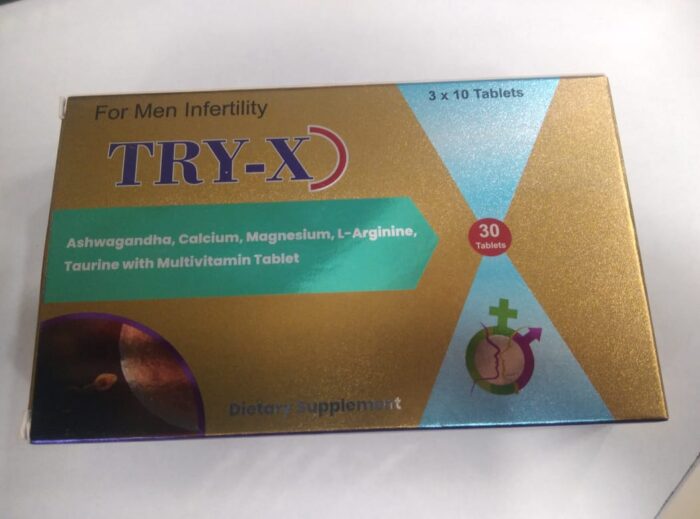 For Men Infertility
3 x 10 Tablets
TRY-X
Ashwagandha, Calcium, Magnesium, L-Arginine,
Taurine with Multivitamin Tablet
30
Tablets
Dietary Supplement